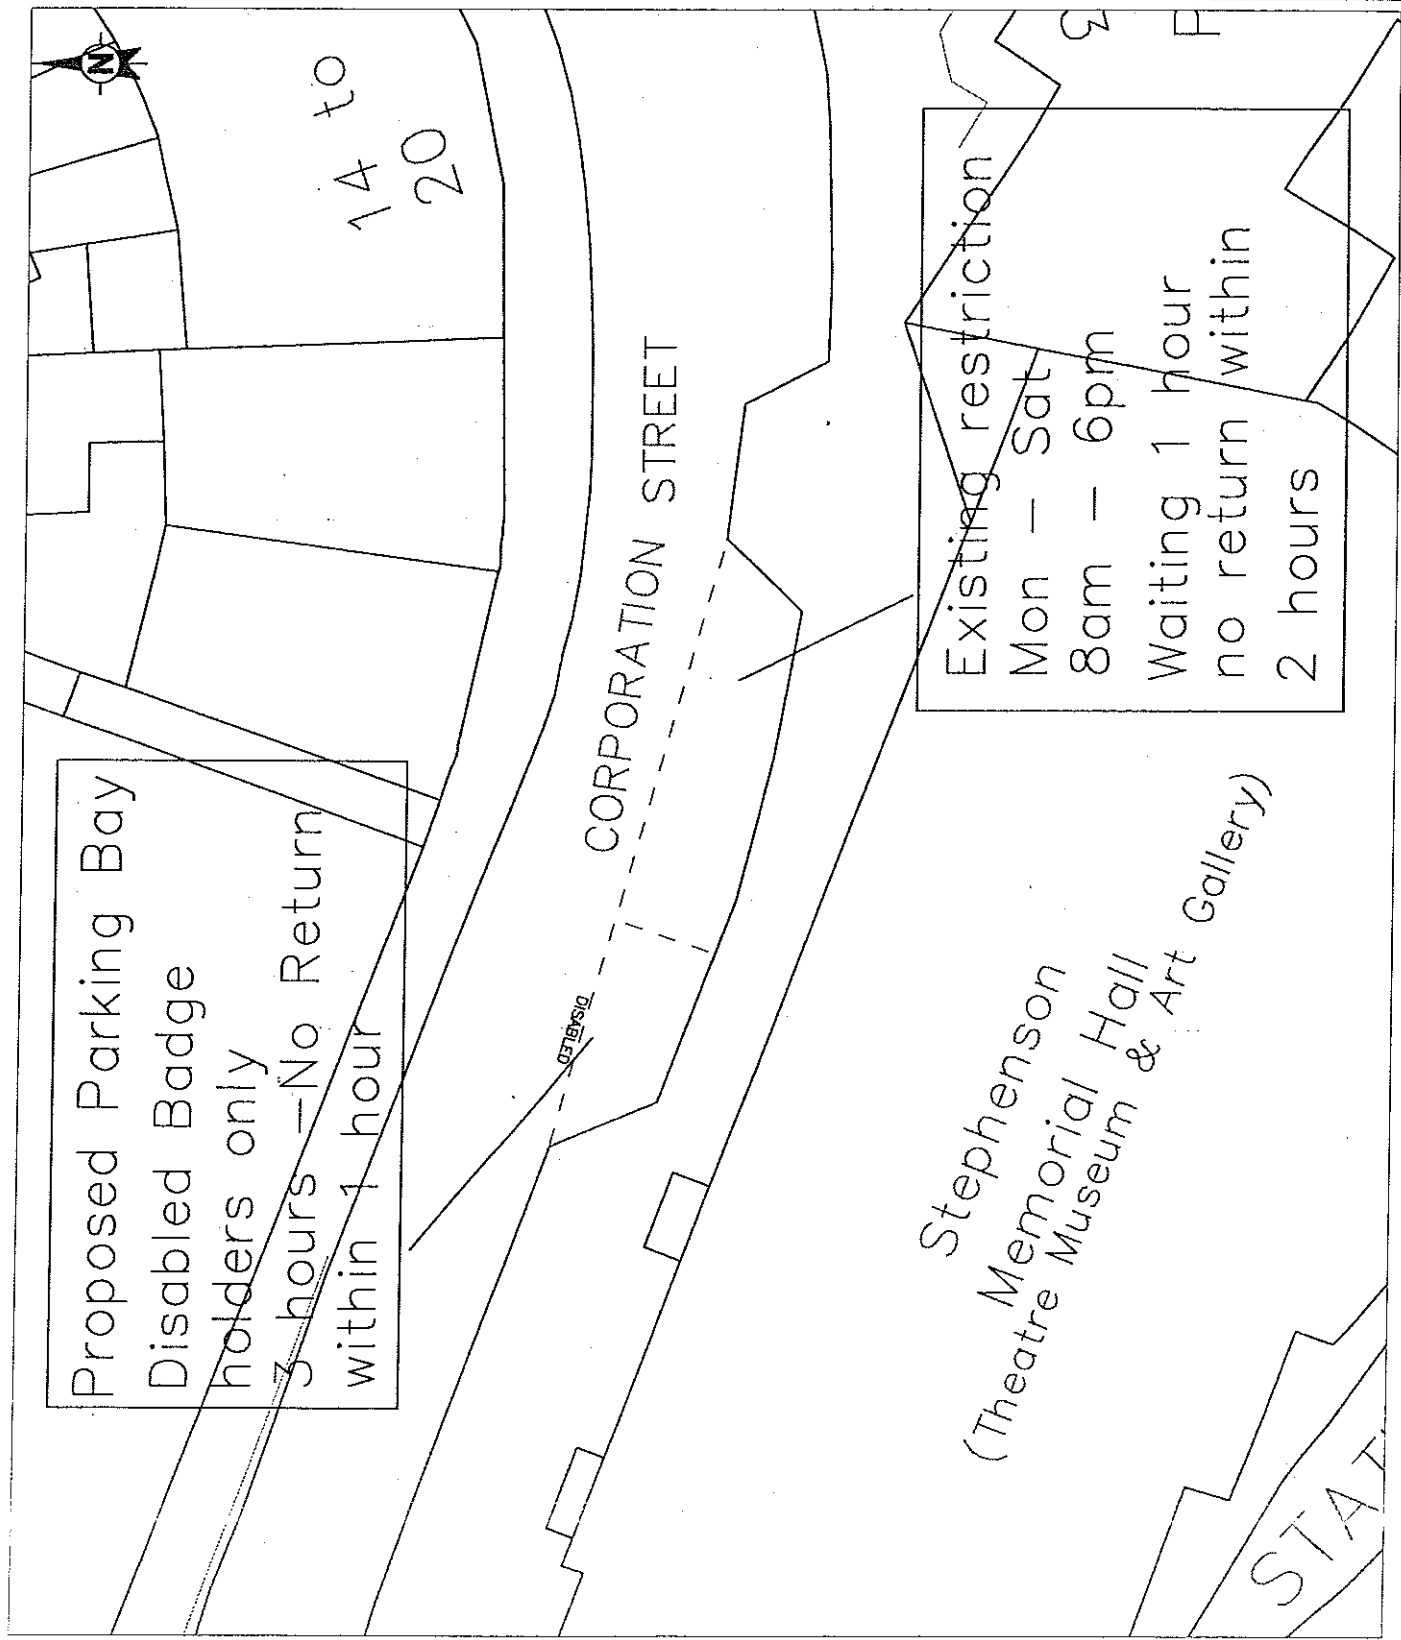 N
14 to
20
Proposed Parking Bay
Disabled Badge
holders only
3 hours -No Return
within 1 hour
CORPORATION STREET
DISABLED
Existing restriction
Mon - Sat
8am - 6pm
Waiting 1 hour
no return within
2 hours
Stephenson
Memorial Hall
(Theatre Museum & Art Gallery)